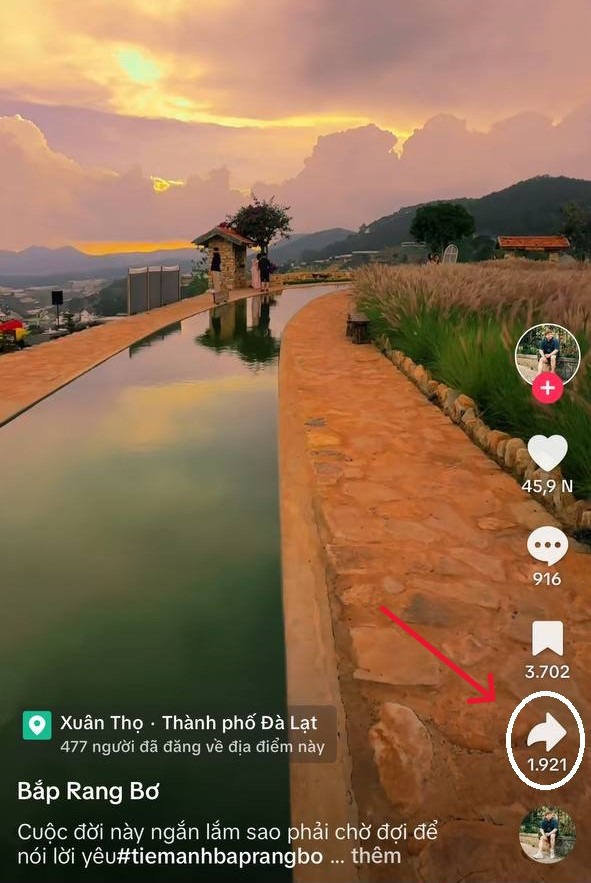 45,9 N
916
3.702
1.921
Xuân Thọ · Thành phố Đà Lạt
477 người đã đăng về địa điểm này
Bắp Rang Bơ
Cuộc đời này ngắn lắm sao phải chờ đợi để
nói lời yêu#tiemanhbaprangbo ... thêm